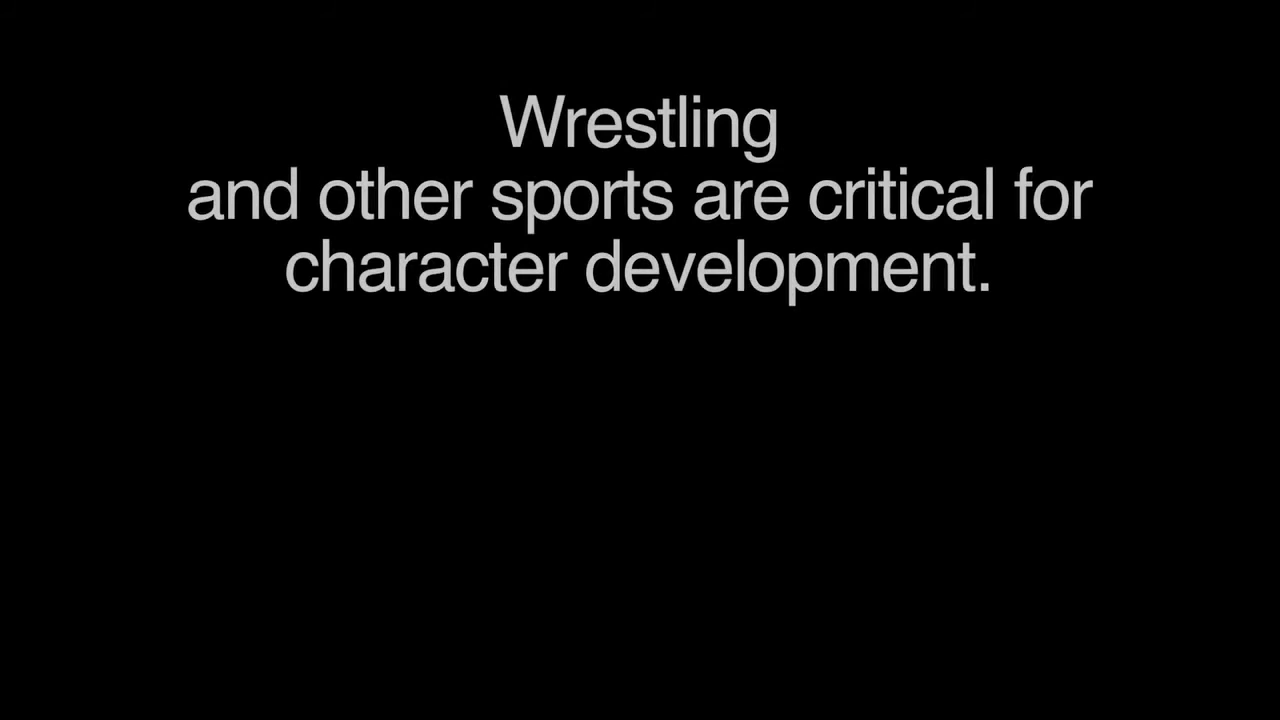 Wrestling
and other sports are critical for
character development.